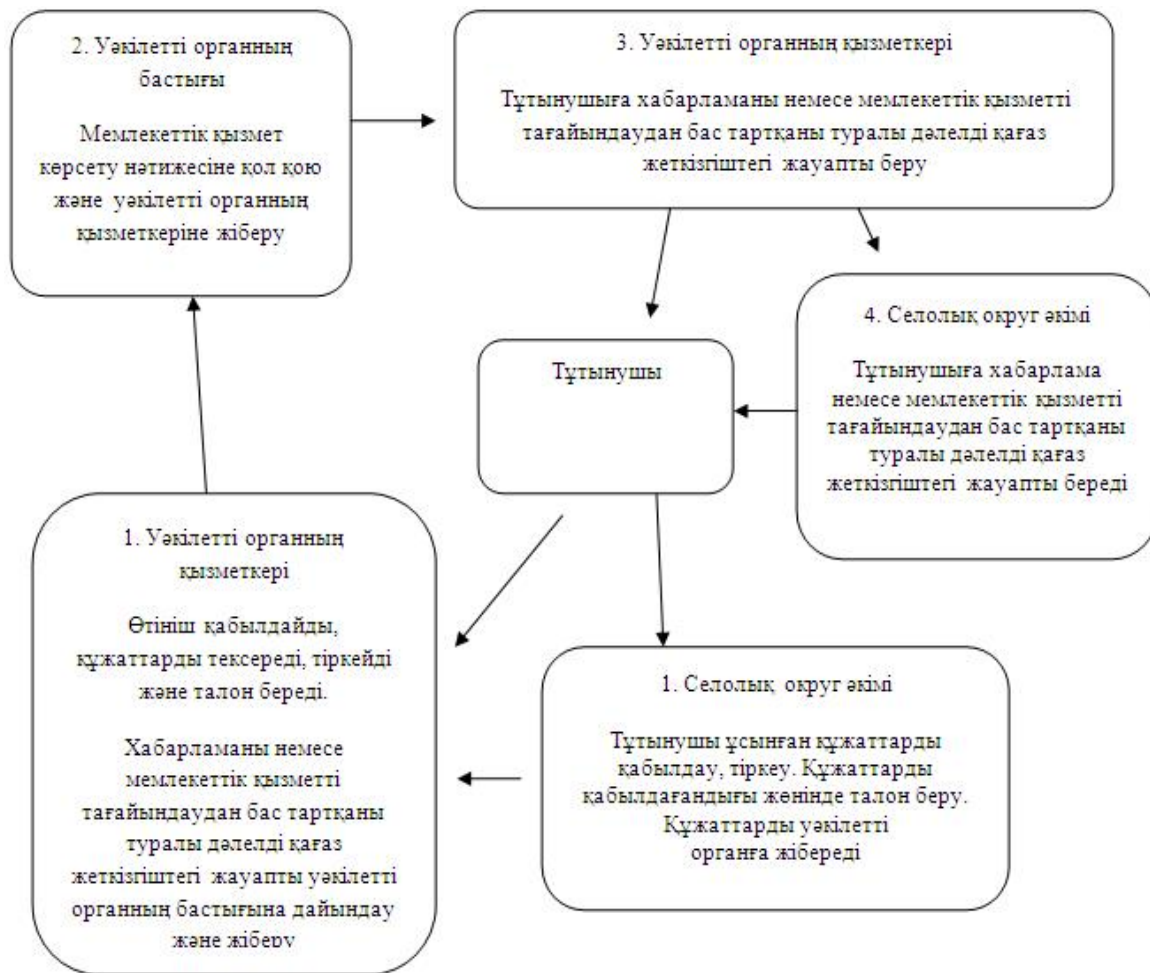 2. Уәкілетті органның
бастығы
Мемлекеттік қызмет
көрсету нәтижесіне қол қою
және уәкілетті органның
қызметкеріне жіберу
3. Уәкілетті органның қызметкері
Тұтынушыға хабарламаны немесе мемлекеттік қызметті
тағайындаудан бас тартқаны туралы дәлелді қағаз
жеткізгіштегі жауапты беру
4. Селолық округ әкімі
Тұтынушыға хабарлама
немесе мемлекеттік қызметті
тағайындаудан бас тартқаны
туралы дәлелді қағаз
жеткізгіштегі жауапты береді
Тұтынушы
1. Уәкілетті органның
қызметкері
Өтініш қабылдайды,
құжаттарды тексереді, тіркейді
және талон береді.
Хабарламаны немесе
мемлекеттік қызметті
тағайындаудан бас тартқаны
туралы дәлелді қағаз
жеткізгіштегі жауапты уәкілетті
органның бастығына дайындау
және жіберу
1. Селолық округ әкімі
Тұтынушы ұсынған құжаттарды
қабылдау, тіркеу. Құжаттарды
қабылдағандығы жөнінде талон беру.
Құжаттарды уәкілетті
органға жібереді